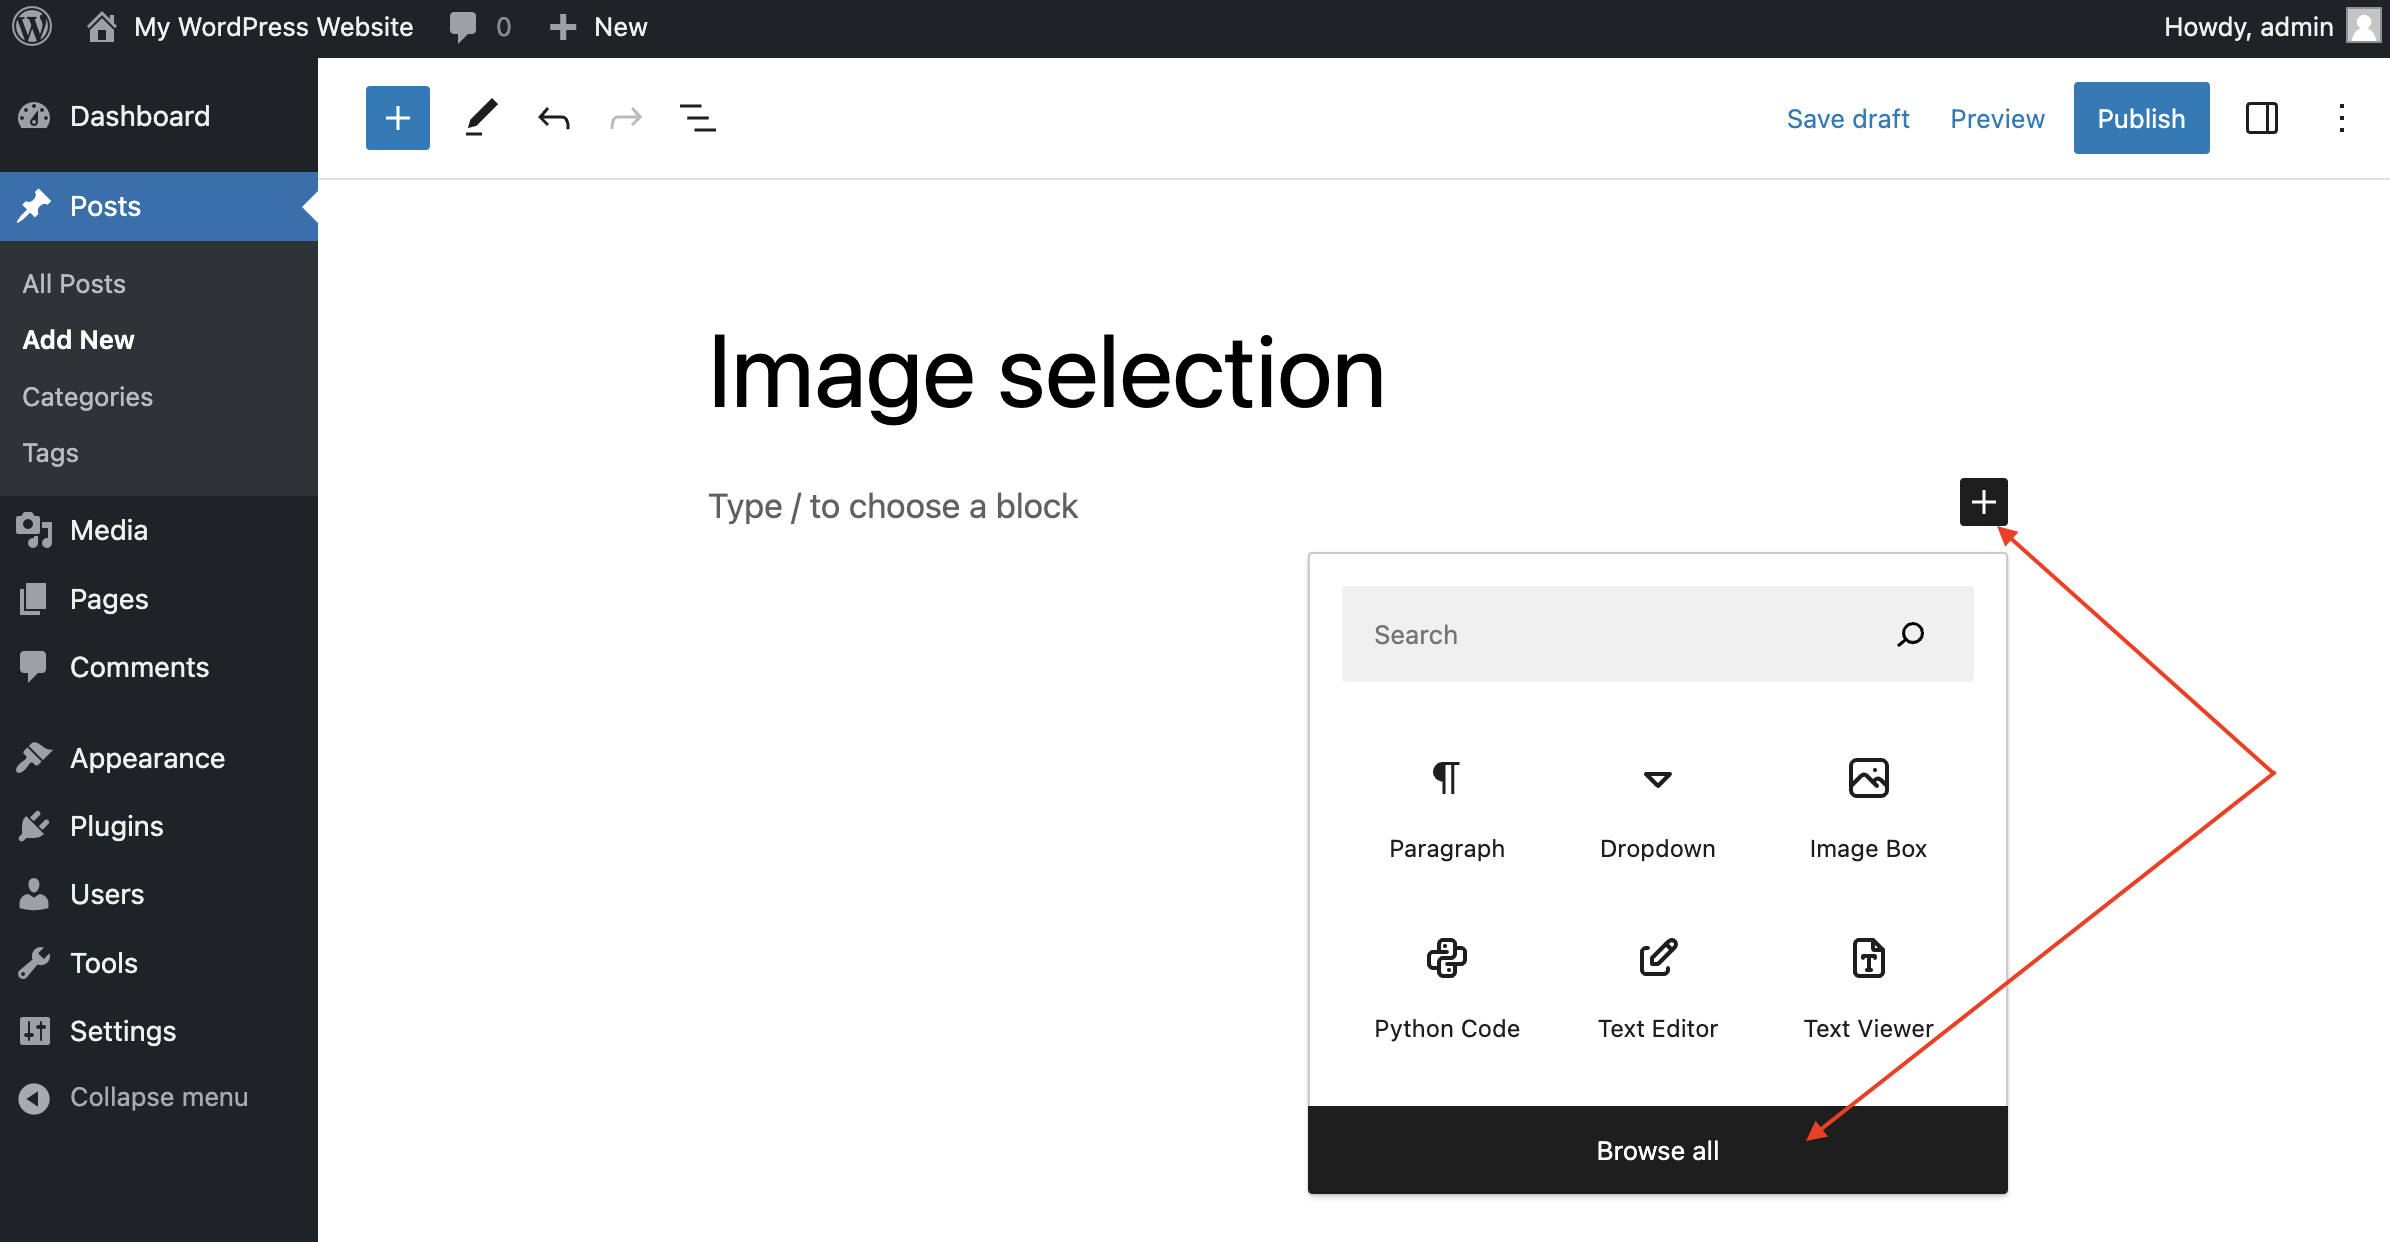 My WordPress Website 0 New Howdy, admin
Dashboard
Posts
All Posts
Add New
Categories
Tags
Media
Pages
Comments
Appearance
Plugins
Users
Tools
Settings
Collapse menu
Save draft Preview Publish
Image selection
Type / to choose a block
Search
Paragraph Dropdown Image Box
Python Code Text Editor Text Viewer
Browse all